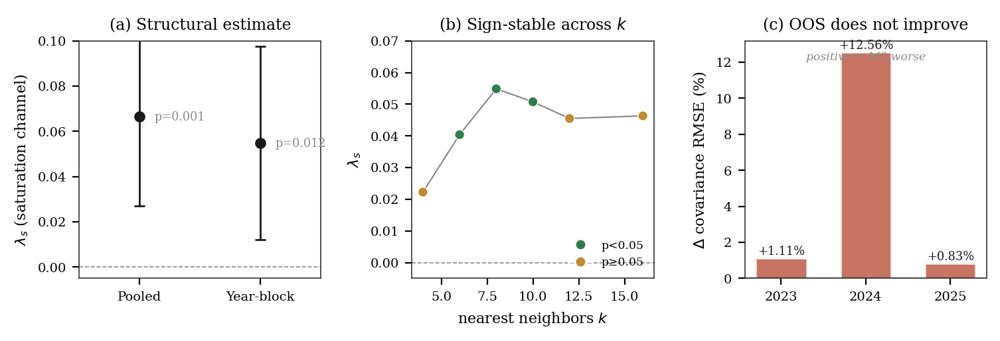 (a) Structural estimate
λs (saturation channel)
0.10
0.08
0.06
0.04
0.02
0.00
p=0.001
p=0.012
Pooled
Year-block
(b) Sign-stable across k
λs
0.07
0.06
0.05
0.04
0.03
0.02
0.01
0.00
p<0.05
p≥0.05
5.0 7.5 10.0 12.5 15.0
nearest neighbors k
(c) OOS does not improve
Δ covariance RMSE (%)
12
10
8
6
4
2
0
+12.56%
positive M2 worse
+1.11%
+0.83%
2023 2024 2025